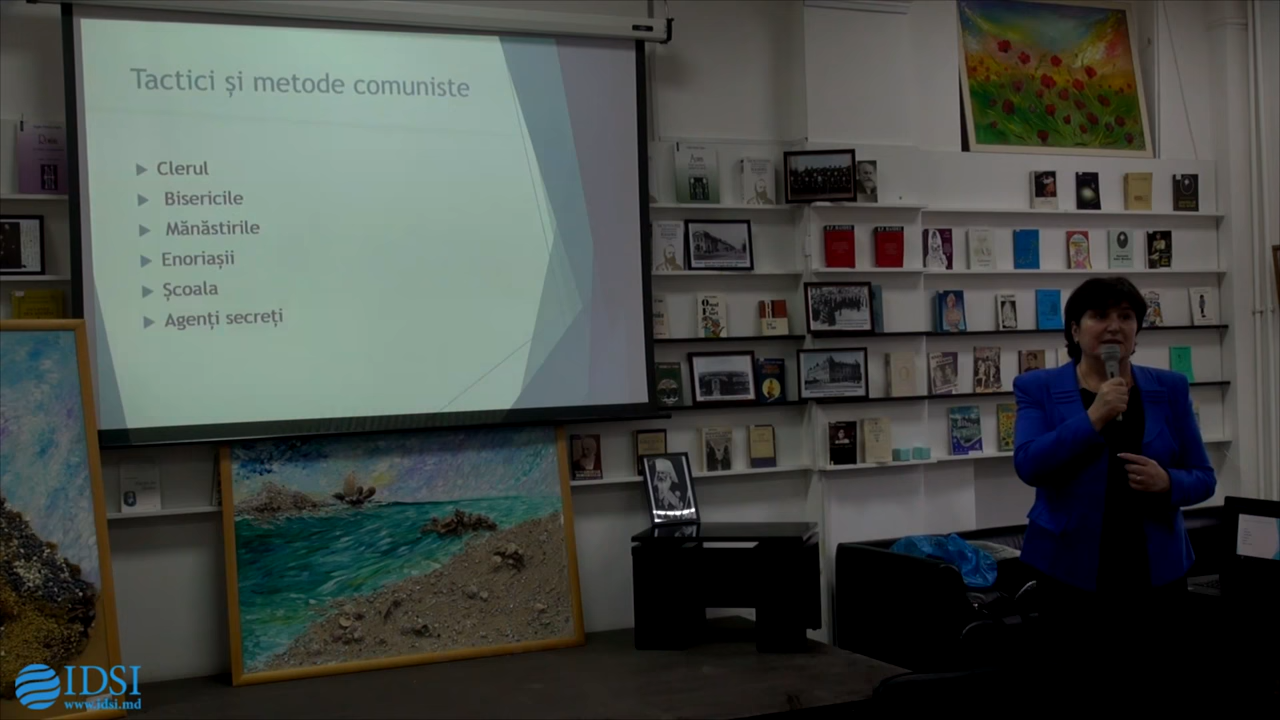 Tactici și metode comuniste
Clerul
Bisericile
Mănăstirile
Enoriașii
Școala
Agenți secreți
IDSI
www.idsi.md